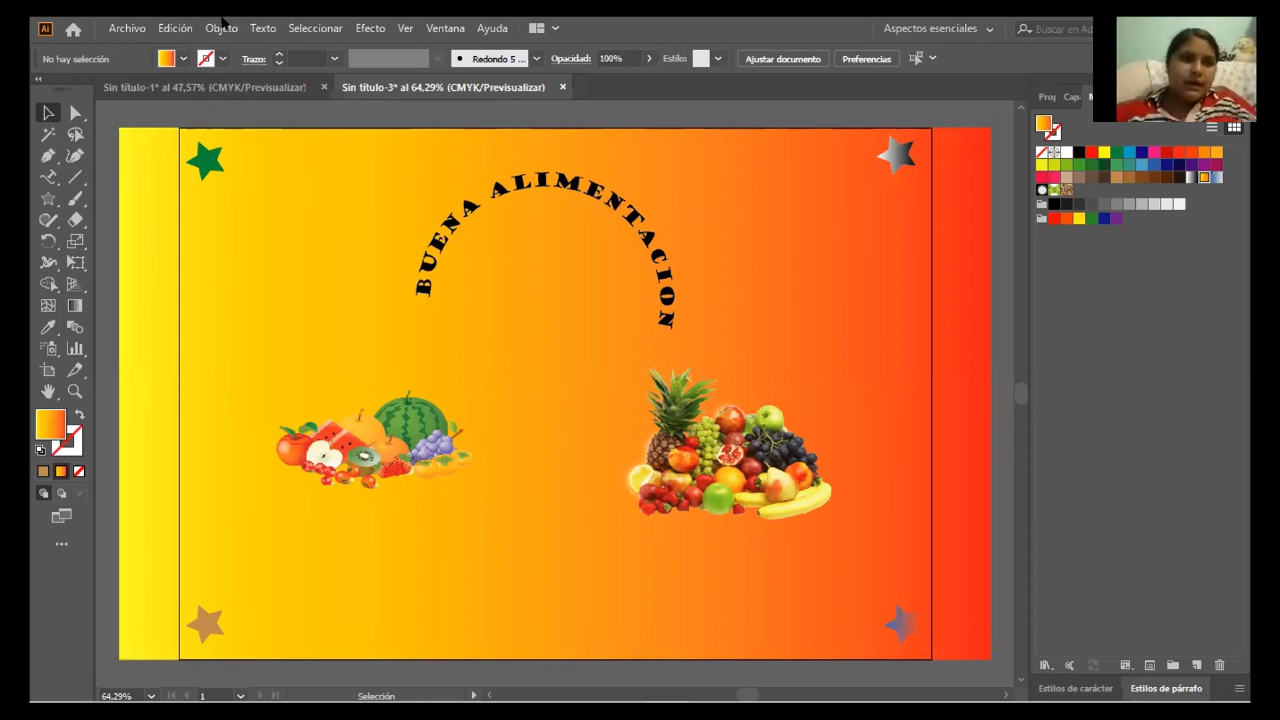 Ai Archivo Edición Objeto Texto Seleccionar Efecto Ver Ventana Ayuda Aspectos esenciales Buscar en Ad
No hay selección Trazo: Redondo 5 ... Opacidad: 100% Estilo: Ajustar documento Preferencias
Sin título-1* al 47,57% (CMYK/Previsualizar) × Sin título-3* al 64,29% (CMYK/Previsualizar) ×
BUENA ALIMENTACION
64,29% 1 Selección
Estilos de carácter Estilos de párrafo